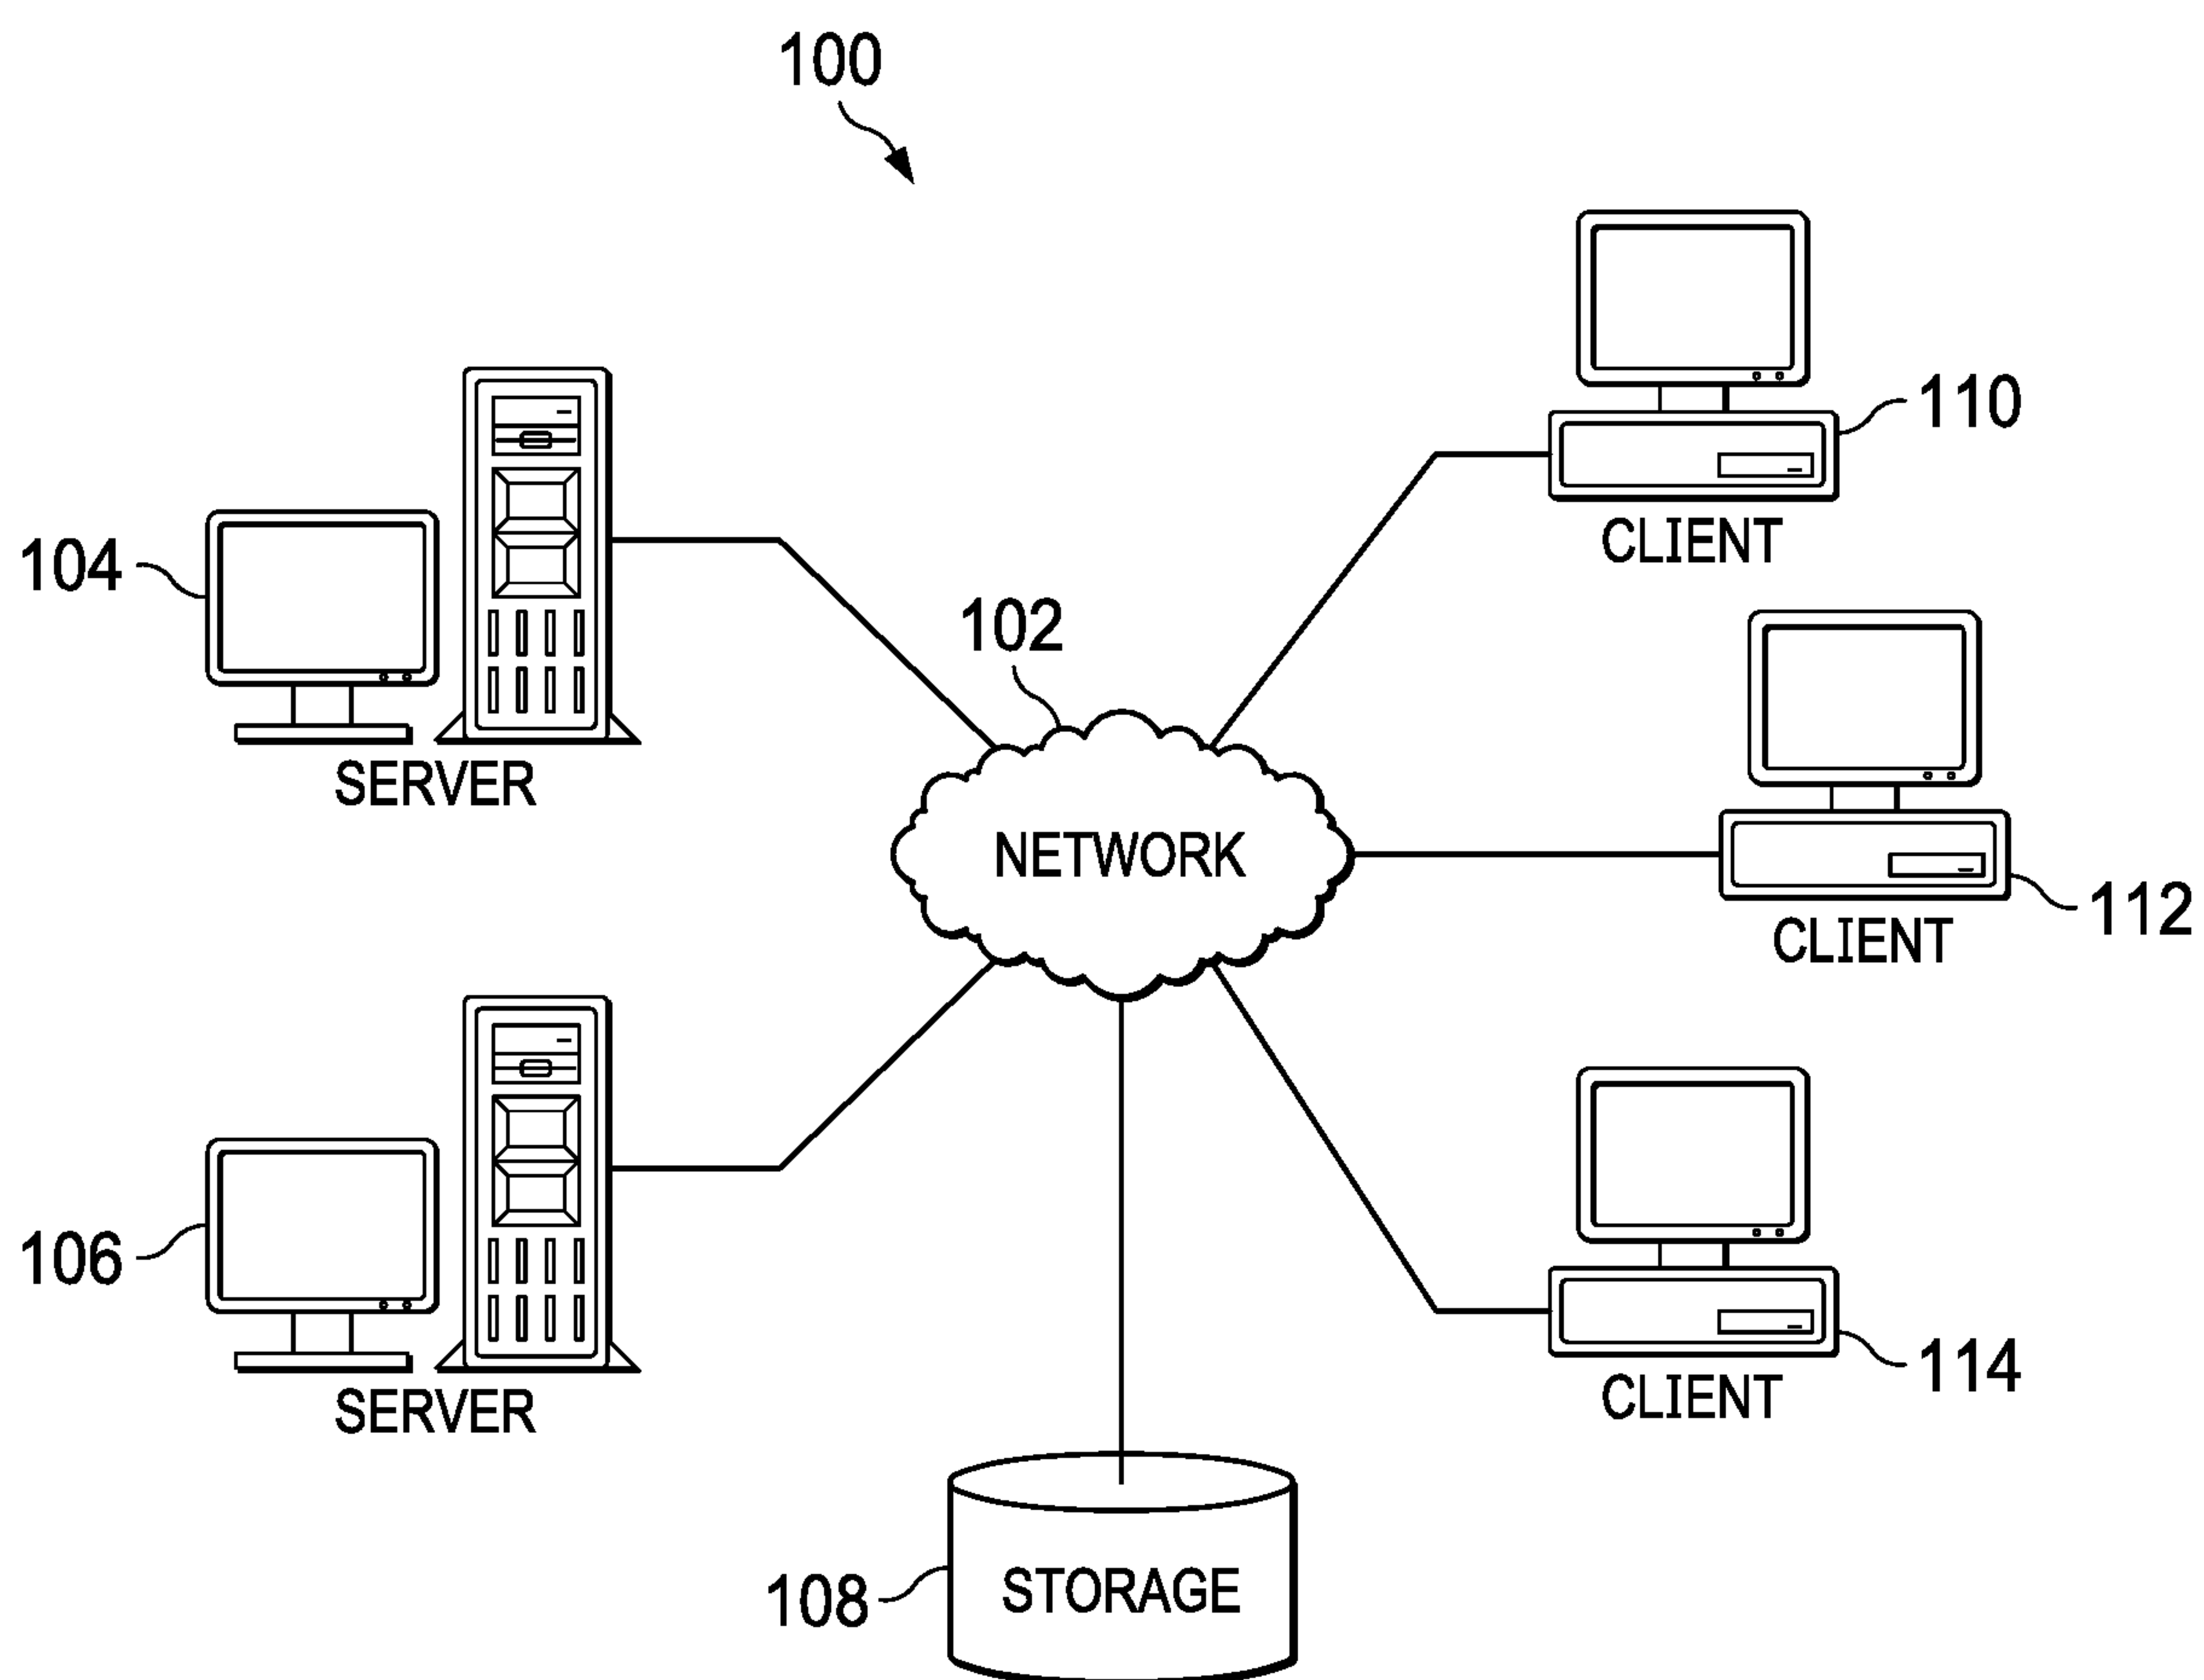 100
110
CLIENT
104
SERVER
102
NETWORK
112
CLIENT
106
SERVER
114
CLIENT
108
STORAGE